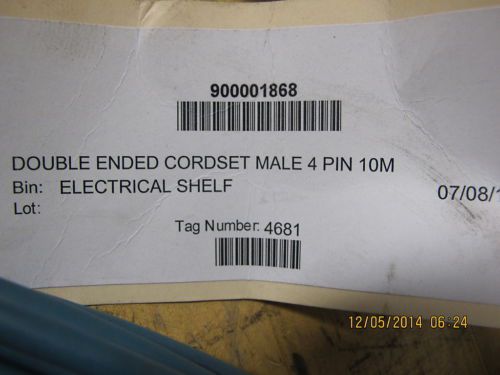 900001868
DOUBLE ENDED CORDSET MALE 4 PIN 10M
Bin: ELECTRICAL SHELF
07/08/1
Lot:
Tag Number: 4681
12/05/2014 06:24